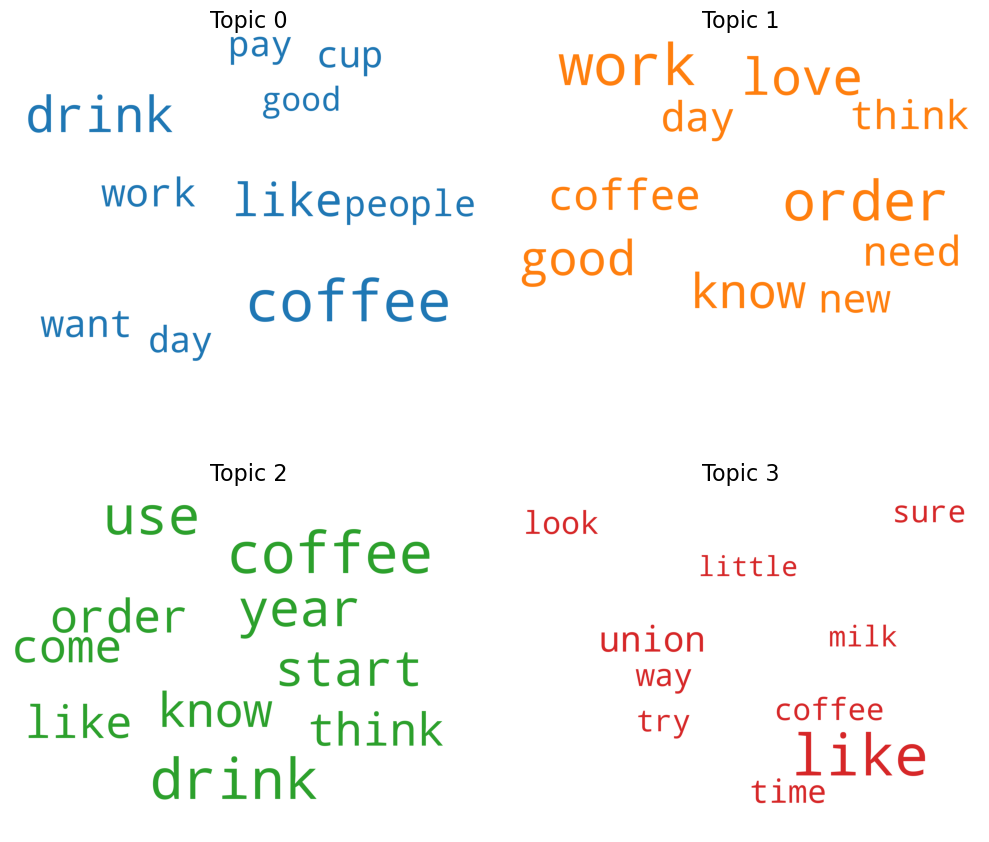 Topic 0
pay
cup
good
drink
work
like
people
coffee
want
day
Topic 1
work
love
day
think
coffee
order
good
need
know
new
Topic 2
use
coffee
year
order
come
start
know
like
think
drink
Topic 3
look
sure
little
union
milk
way
try
coffee
like
time